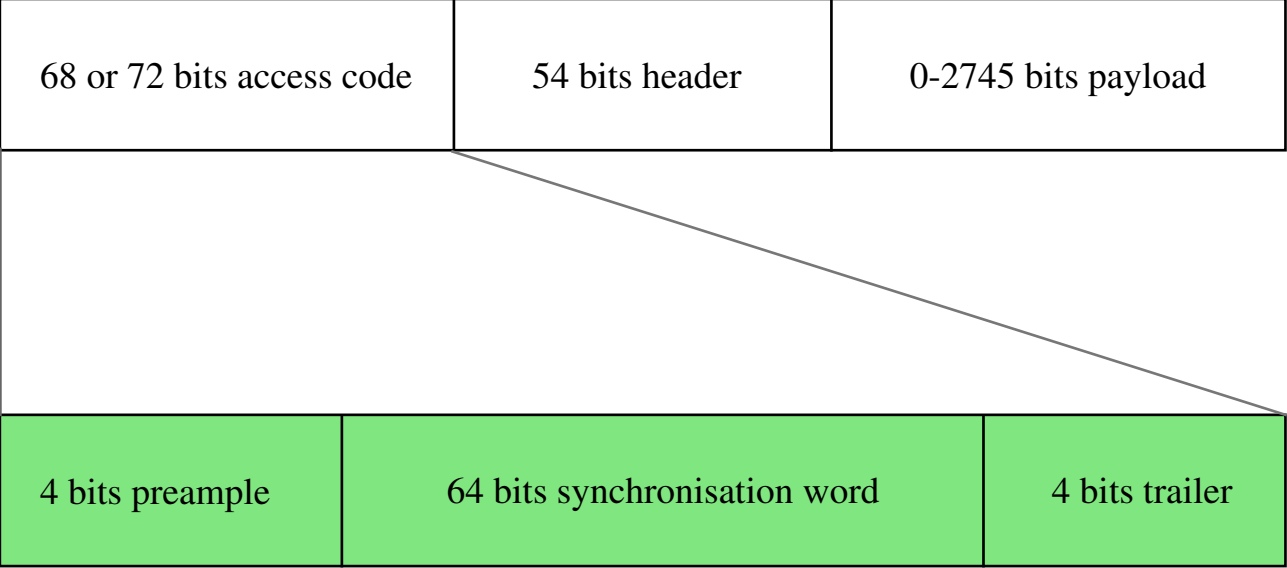 68 or 72 bits access code
54 bits header
0-2745 bits payload
4 bits preample
64 bits synchronisation word
4 bits trailer